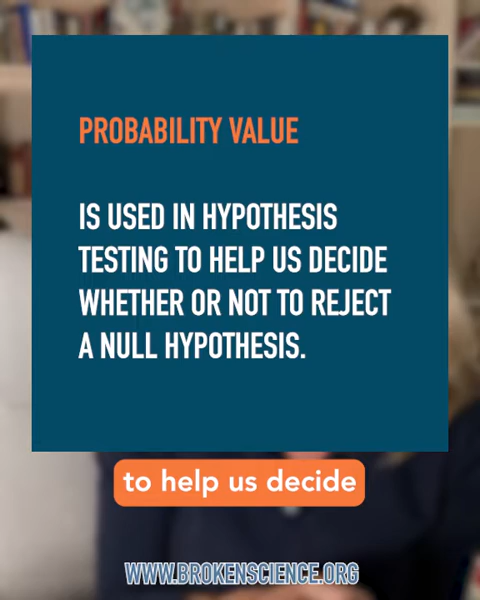 PROBABILITY VALUE
IS USED IN HYPOTHESIS
TESTING TO HELP US DECIDE
WHETHER OR NOT TO REJECT
A NULL HYPOTHESIS.
to help us decide
WWW.BROKENSCIENCE.ORG